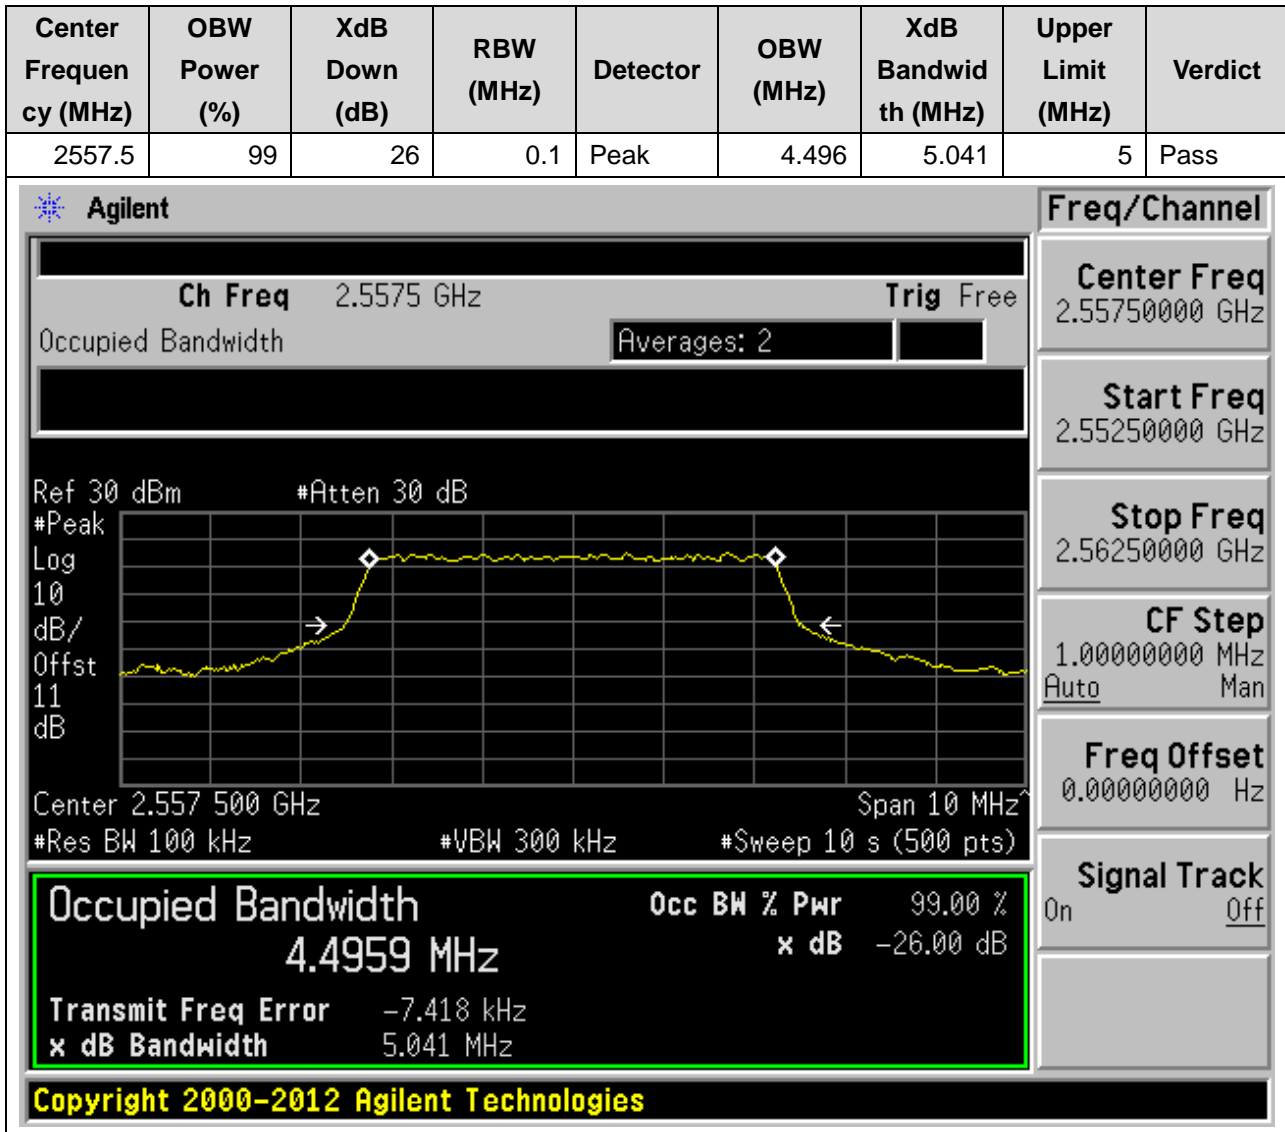 Center Frequen cy (MHz) OBW Power (%) XdB Down (dB) RBW (MHz) Detector OBW (MHz) XdB Bandwid th (MHz) Upper Limit (MHz) Verdict
2557.5 99 26 0.1 Peak 4.496 5.041 5 Pass
Agilent
Freq/Channel
Ch Freq 2.5575 GHz Trig Free
Occupied Bandwidth Averages: 2
Ref 30 dBm #Atten 30 dB
#Peak
Log
10
dB/
Offst
11
dB
Center 2.557 500 GHz Span 10 MHz^
#Res BW 100 kHz #VBW 300 kHz #Sweep 10 s (500 pts)
Occupied Bandwidth Occ BW % Pwr 99.00 %
4.4959 MHz x dB -26.00 dB
Transmit Freq Error -7.418 kHz
x dB Bandwidth 5.041 MHz
Center Freq
2.55750000 GHz
Start Freq
2.55250000 GHz
Stop Freq
2.56250000 GHz
CF Step
1.00000000 MHz
Auto Man
Freq Offset
0.00000000 Hz
Signal Track
On Off
Copyright 2000-2012 Agilent Technologies